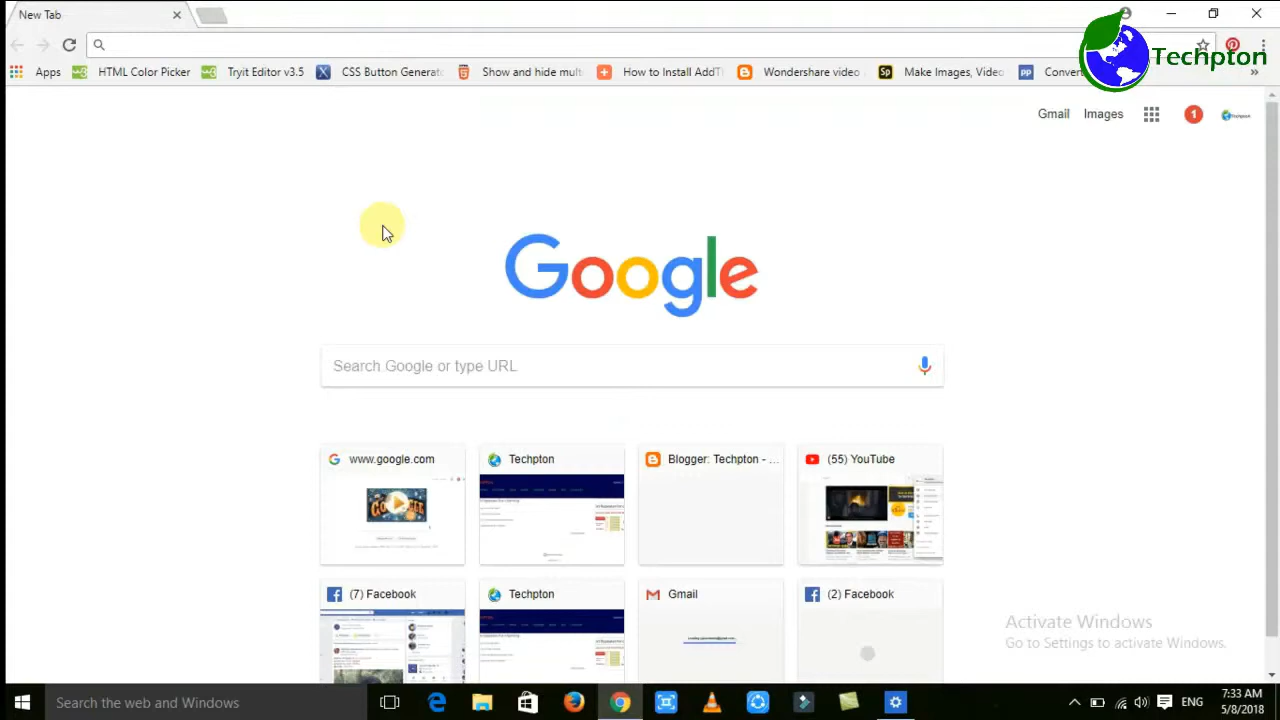 New Tab
Techpton
Apps HTML Color Picker Tryit Editor v3.5 CSS Button Genera Show and hide mult How to Install AddT Wondershare video Make Images, Video Conver »
Gmail Images 1
Google
Search Google or type URL
www.google.com Techpton Blogger: Techpton - ... (55) YouTube
(7) Facebook Techpton Gmail (2) Facebook
Activate Windows
Go to Settings to activate Windows.
Search the web and Windows ENG 7:33 AM
5/8/2018